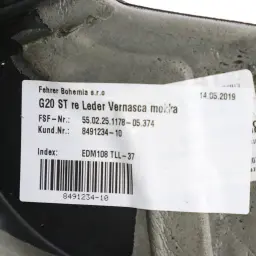 Fehrer Bohemia s.r.o
14.05.2019
G20 ST re Leder Vernasca mokka
FSF-Nr.: 55.02.25.1178-05.374
Kund.Nr.: 8491234-10
Index: EDM108 TLL-37
8491234-10